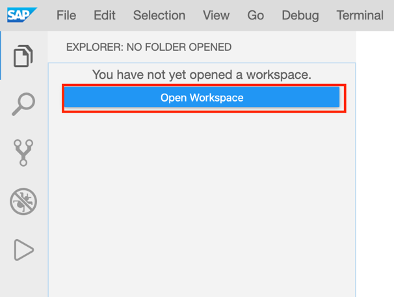 SAP File Edit Selection View Go Debug Terminal
EXPLORER: NO FOLDER OPENED
You have not yet opened a workspace.
Open Workspace